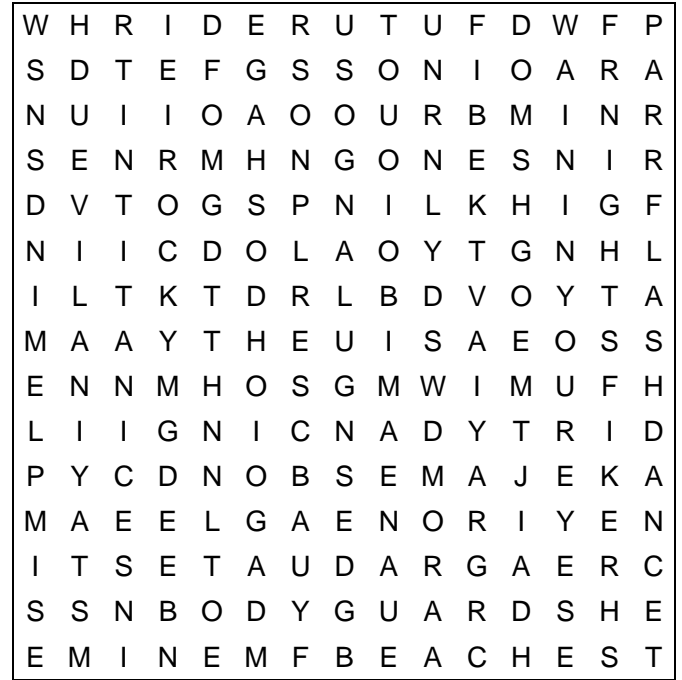 W H R I D E R U T U F D W F P
S D T E F G S S O N I O A R A
N U I I O A O O U R B M I N R
S E N R M H N G O N E S N I R
D V T O G S P N I L K H I G F
N I I C D O L A O Y T G N H L
I L T K T D R L B D V O Y T A
M A A Y T H E U I S A E O S S
E N N M H O S G M W I M U F H
L I I G N I C N A D Y T R I D
P Y C D N O B S E M A J E K A
M A E E L G A E N O R I Y E N
I T S E T A U D A R G A E R C
S S N B O D Y G U A R D S H E
E M I N E M F B E A C H E S T